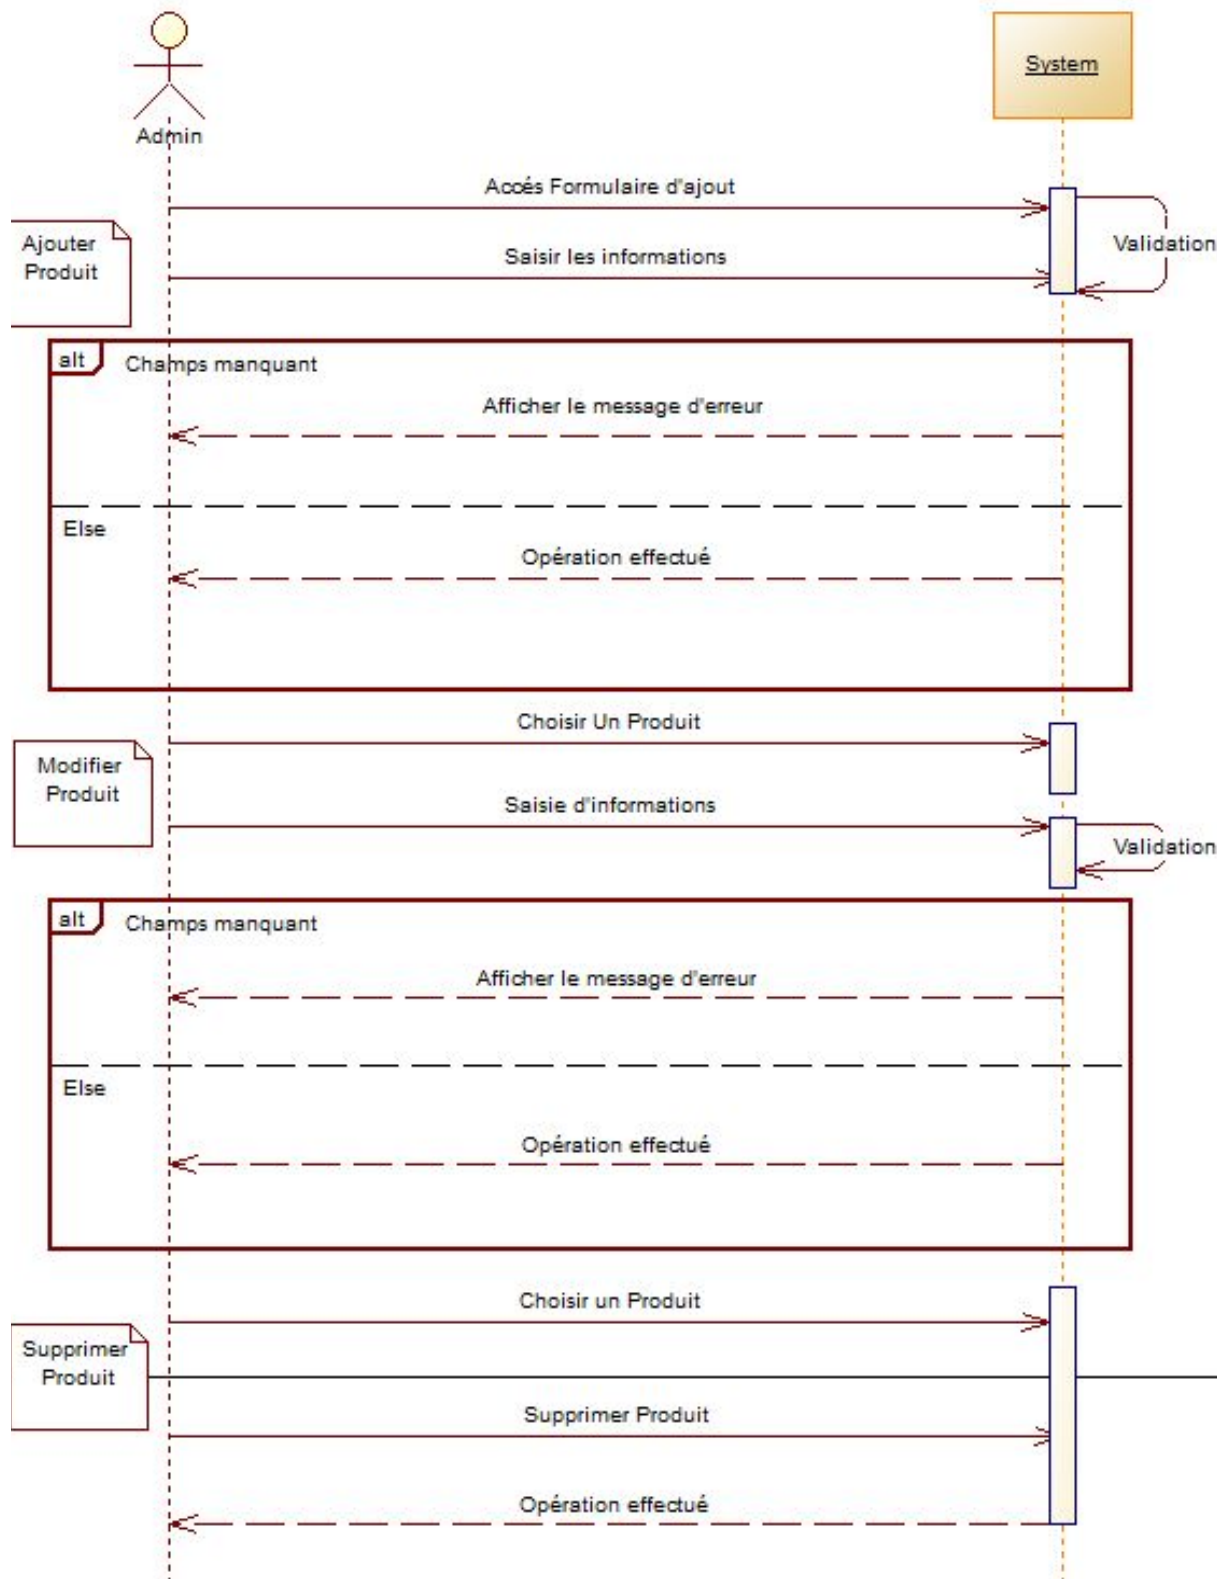 Admin
System
Accés Formulaire d'ajout
Ajouter
Produit
Validation
Saisir les informations
alt
Champs manquant
Afficher le message d'erreur
Else
Opération effectué
Choisir Un Produit
Modifier
Produit
Saisie d'informations
Validation
alt
Champs manquant
Afficher le message d'erreur
Else
Opération effectué
Choisir un Produit
Supprimer
Produit
Supprimer Produit
Opération effectué